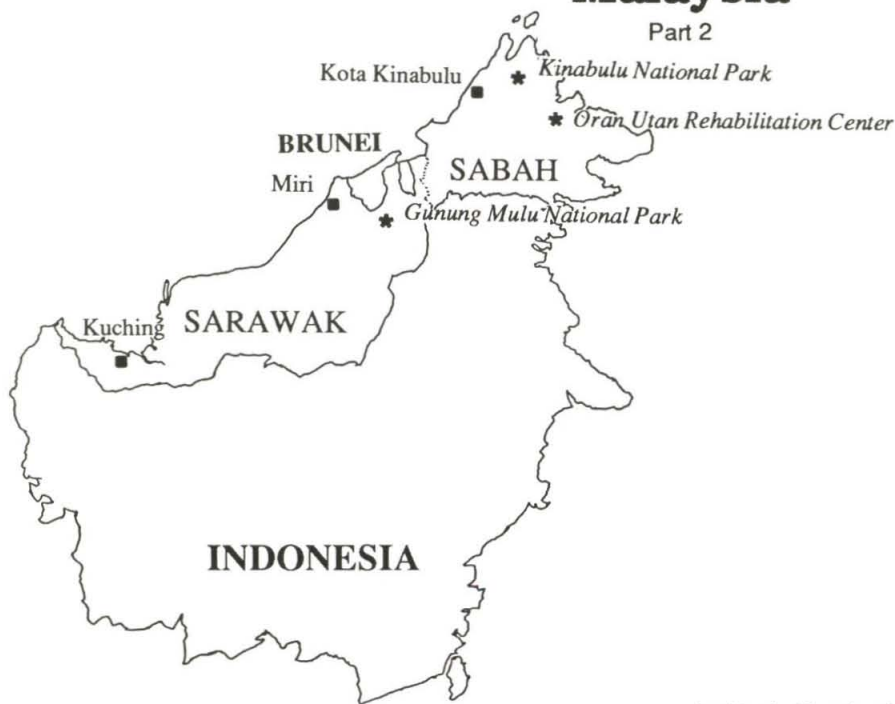 Malaysia
Part 2
Kota Kinabulu
Kinabulu National Park
Oran Utan Rehabilitation Center
BRUNEI
SABAH
Miri
Gunung Mulu National Park
Kuching
SARAWAK
INDONESIA